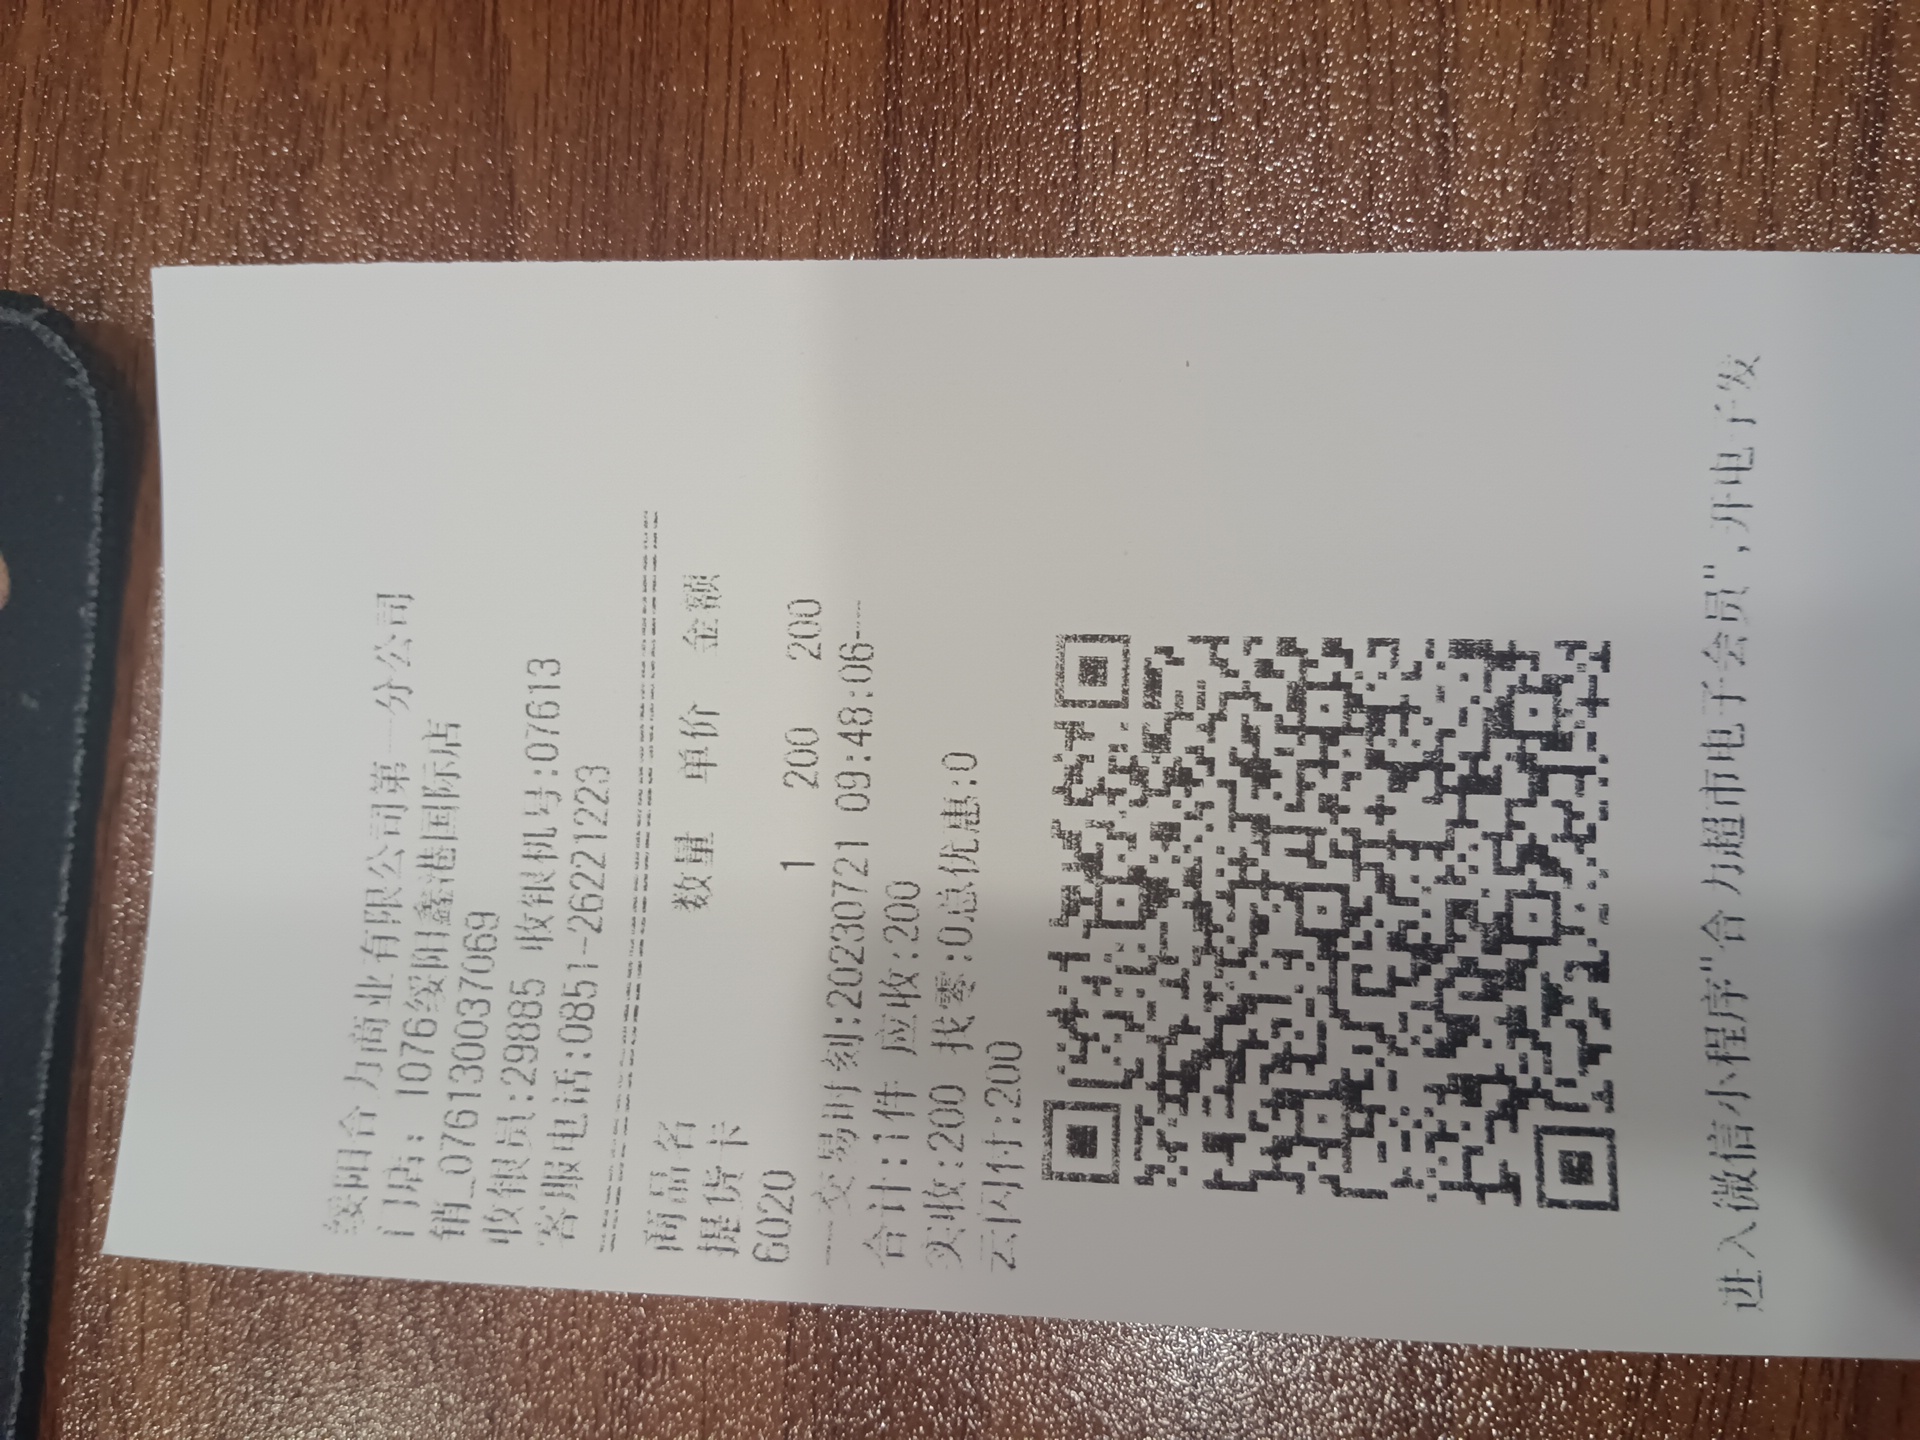 绥阳合力商业有限公司第一分公司
门店: 1076绥阳鑫港国际店
销_076130037069
收银员:29885 收银机号:07613
客服电话:0851-26221223
商品名 数量 单价 金额
提货卡
6020 1 200 200
一交易时刻:20230721 09:48:06--
合计:1件 应收:200
实收:200 找零:0总优惠:0
云闪付:200
进入微信小程序"合力超市电子会员",开电子发